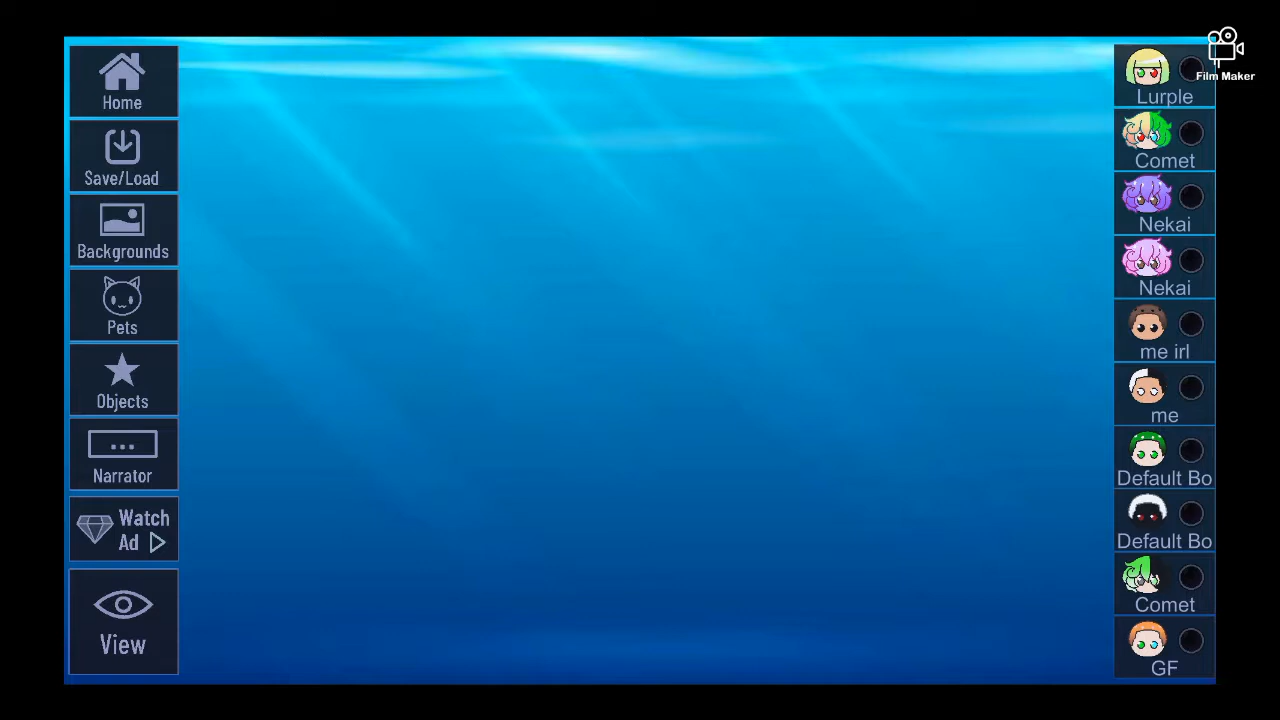 Home
Save/Load
Backgrounds
Pets
Objects
...
Narrator
Watch
Ad
View
Film Maker
Lurple
Comet
Nekai
Nekai
me irl
me
Default Bo
Default Bo
Comet
GF